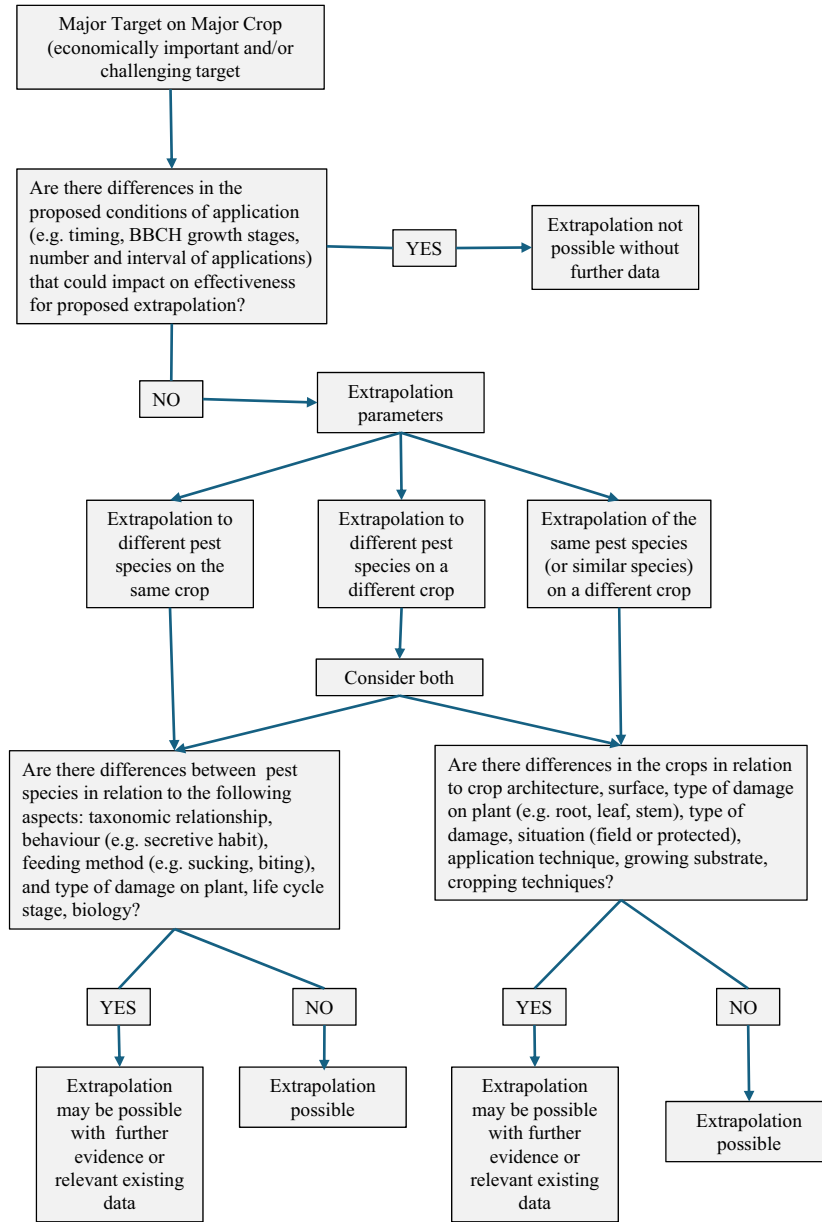 Major Target on Major Crop
(economically important and/or
challenging target
Are there differences in the
proposed conditions of application
(e.g. timing, BBCH growth stages,
number and interval of applications)
that could impact on effectiveness
for proposed extrapolation?
YES
Extrapolation not
possible without
further data
NO
Extrapolation
parameters
Extrapolation to
different pest
species on the
same crop
Extrapolation to
different pest
species on a
different crop
Extrapolation of the
same pest species
(or similar species)
on a different crop
Consider both
Are there differences between  pest
species in relation to the following
aspects: taxonomic relationship,
behaviour (e.g. secretive habit),
feeding method (e.g. sucking, biting),
and type of damage on plant, life cycle
stage, biology?
Are there differences in the crops in relation
to crop architecture, surface, type of damage
on plant (e.g. root, leaf, stem), type of
damage, situation (field or protected),
application technique, growing substrate,
cropping techniques?
YES
NO
YES
NO
Extrapolation
may be possible
with  further
evidence or
relevant existing
data
Extrapolation
possible
Extrapolation
may be possible
with further
evidence or
relevant existing
data
Extrapolation
possible